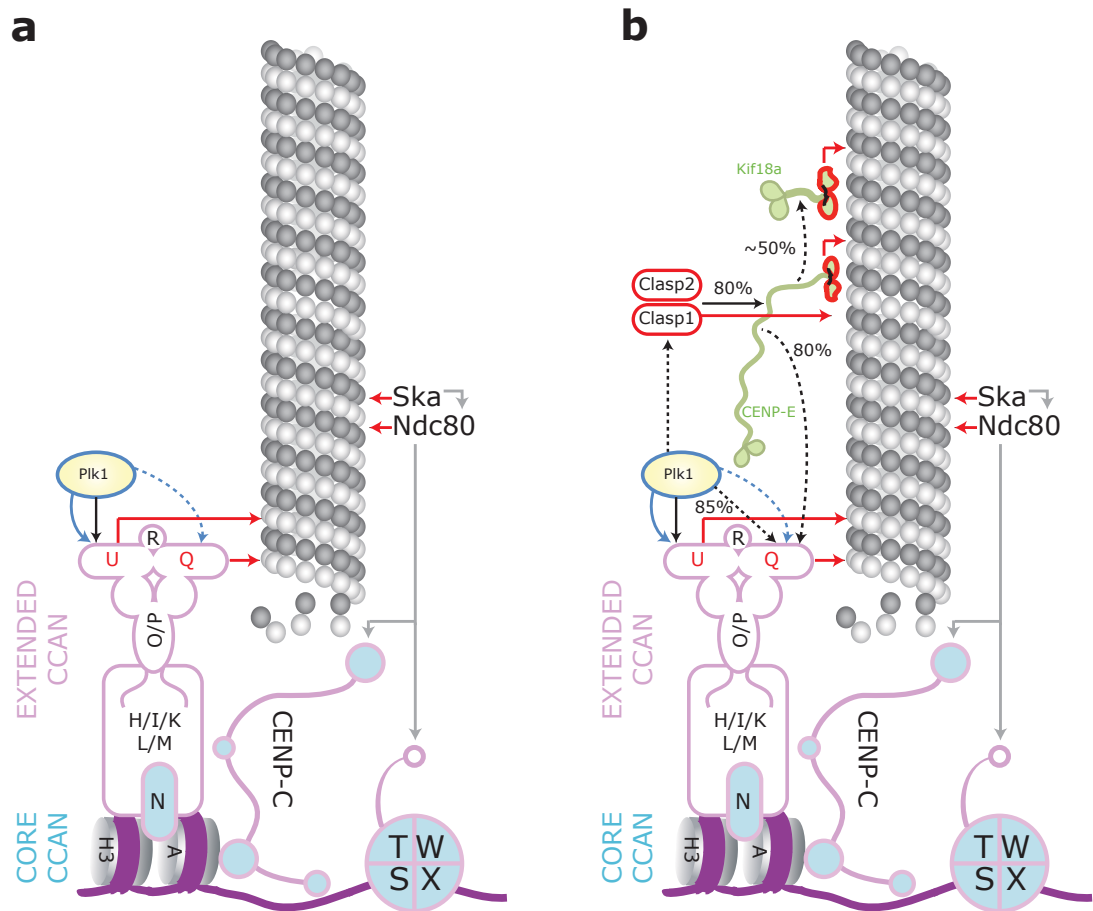 a
Ska
Ndc80
Plk1
R
U
Q
O/P
EXTENDED
CCAN
H/I/K
L/M
CENP-C
N
CORE
CCAN
H3
A
T
W
S
X
b
Kif18a
~50%
Clasp2
80%
Clasp1
80%
Ska
CENP-E
Ndc80
Plk1
85%
R
U
Q
O/P
EXTENDED
CCAN
H/I/K
L/M
CENP-C
N
CORE
CCAN
H3
A
T
W
S
X